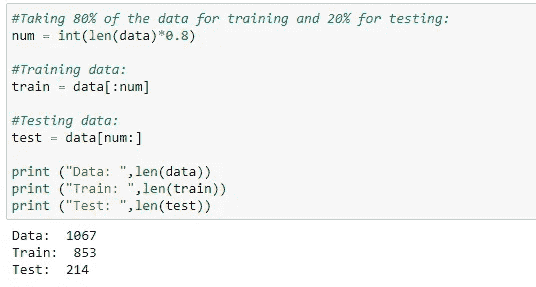 #Taking 80% of the data for training and 20% for testing:
num = int(len(data)*0.8)
#Training data:
train = data[:num]
#Testing data:
test = data[num:]
print ("Data: ",len(data))
print ("Train: ",len(train))
print ("Test: ",len(test))
Data:  1067
Train:  853
Test:  214